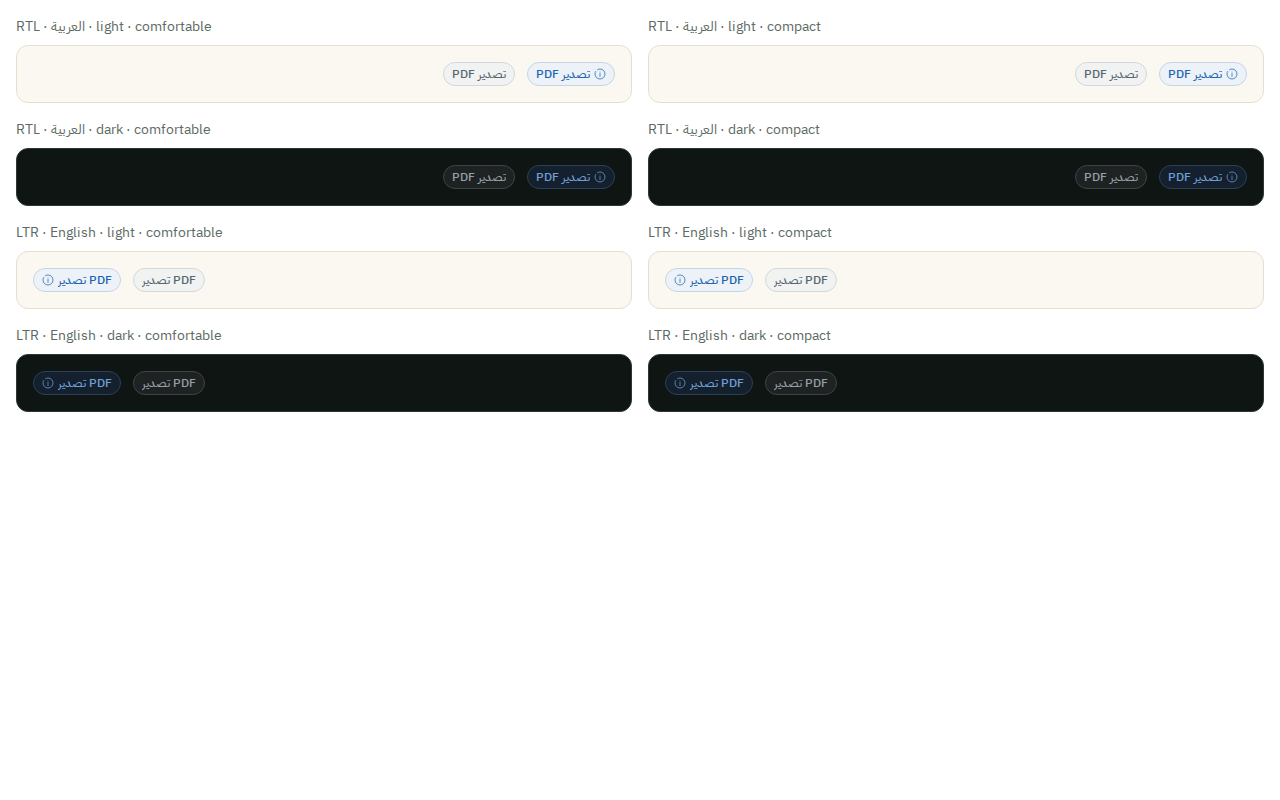 RTL · العربية · light · comfortable
RTL · العربية · light · compact
تصدير PDF
تصدير PDF
تصدير PDF
تصدير PDF
RTL · العربية · dark · comfortable
RTL · العربية · dark · compact
تصدير PDF
تصدير PDF
تصدير PDF
تصدير PDF
LTR · English · light · comfortable
LTR · English · light · compact
تصدير PDF
تصدير PDF
تصدير PDF
تصدير PDF
LTR · English · dark · comfortable
LTR · English · dark · compact
تصدير PDF
تصدير PDF
تصدير PDF
تصدير PDF